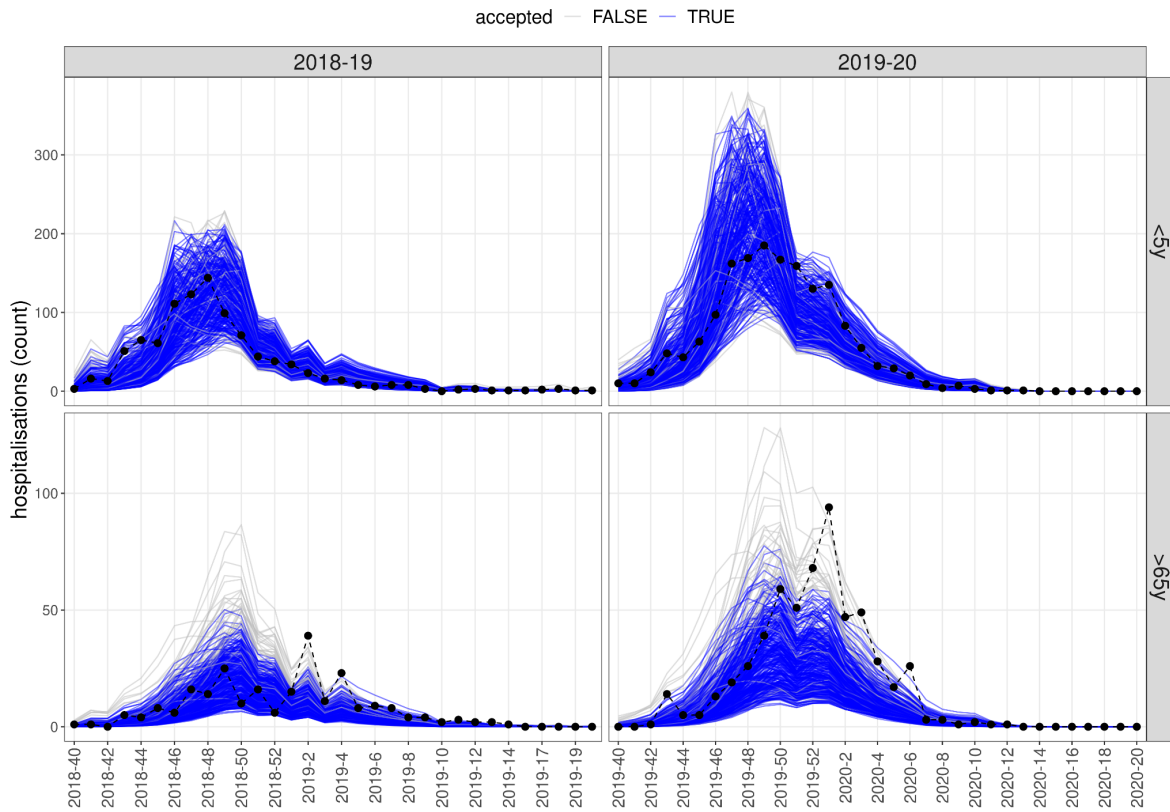 accepted FALSE TRUE
2018-19 2019-20
hospitalisations (count)
300
200
100
0
<5y
100
50
0
>65y
2018-40 2018-42 2018-44 2018-46 2018-48 2018-50 2018-52 2019-2 2019-4 2019-6 2019-8 2019-10 2019-12 2019-14 2019-17 2019-19
2019-40 2019-42 2019-44 2019-46 2019-48 2019-50 2019-52 2020-2 2020-4 2020-6 2020-8 2020-10 2020-12 2020-14 2020-16 2020-18 2020-20